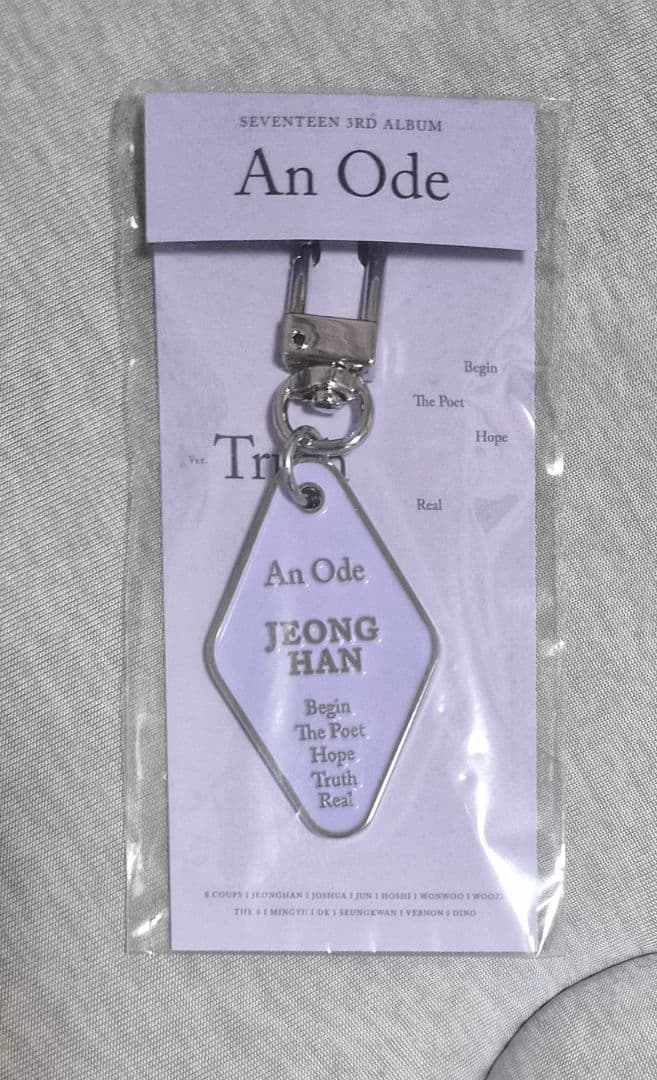 SEVENTEEN 3RD ALBUM
An Ode
Begin
The Poet
Hope
Ver.
Real
An Ode
JEONG
HAN
Begin
The Poet
Hope
Truth
Real
S.COUPS I JEONGHAN I JOSHUA I JUN I HOSHI I WONWOO I WOOZI
THE 8 I MINGYU I DK I SEUNGKWAN I VERNON I DINO